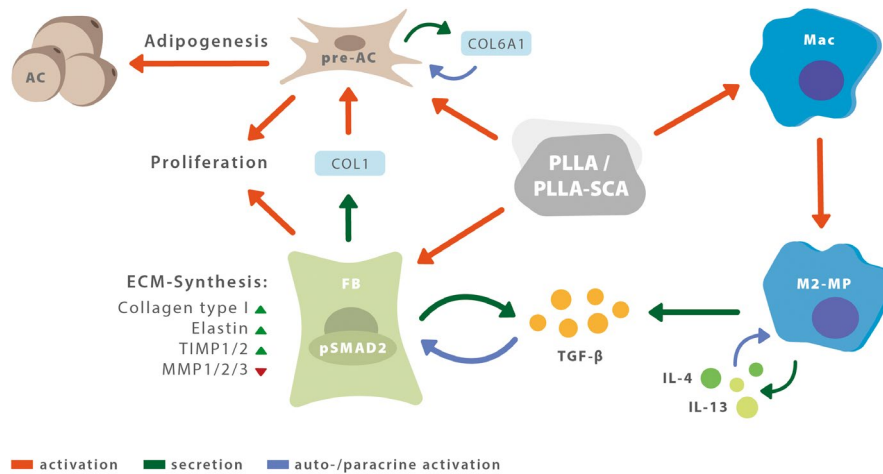 Adipogenesis
pre-AC
COL6A1
Mac
AC
Proliferation
COL1
PLLA /
PLLA-SCA
ECM-Synthesis:
Collagen type I
Elastin
TIMP1/2
MMP1/2/3
FB
pSMAD2
TGF-β
M2-MP
IL-4
IL-13
activation
secretion
auto-/paracrine activation